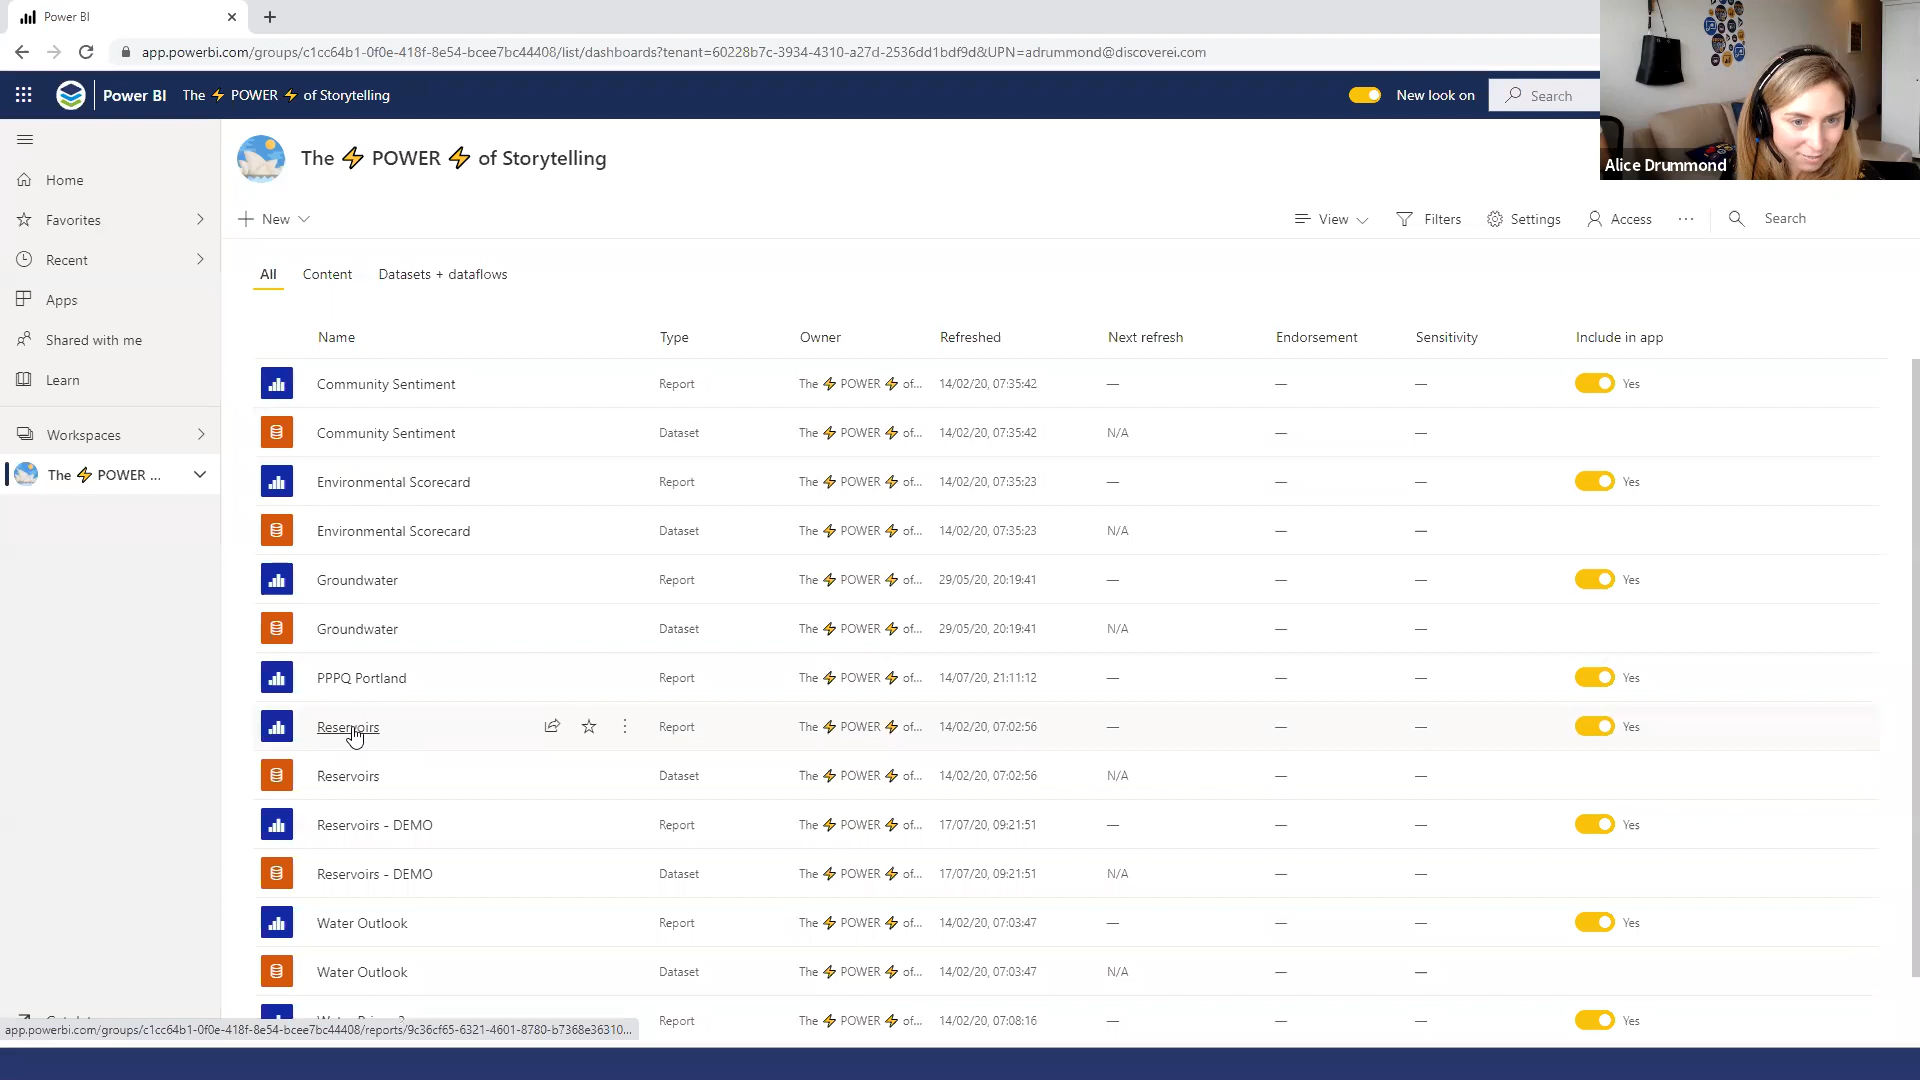 Power BI
app.powerbi.com/groups/c1cc64b1-0f0e-418f-8e54-bcee7bc44408/list/dashboards?tenant=60228b7c-3934-4310-a27d-2536dd1bdf9d&UPN=adrummond@discoverei.com
Power BI The ⚡ POWER ⚡ of Storytelling New look on Search
Alice Drummond
The ⚡ POWER ⚡ of Storytelling
Home
Favorites
Recent
Apps
Shared with me
Learn
Workspaces
The ⚡ POWER ...
New View Filters Settings Access ... Search
All Content Datasets + dataflows
Name Type Owner Refreshed Next refresh Endorsement Sensitivity Include in app
Community Sentiment Report The ⚡ POWER ⚡ of... 14/02/20, 07:35:42 — — — Yes
Community Sentiment Dataset The ⚡ POWER ⚡ of... 14/02/20, 07:35:42 N/A — —
Environmental Scorecard Report The ⚡ POWER ⚡ of... 14/02/20, 07:35:23 — — — Yes
Environmental Scorecard Dataset The ⚡ POWER ⚡ of... 14/02/20, 07:35:23 N/A — —
Groundwater Report The ⚡ POWER ⚡ of... 29/05/20, 20:19:41 — — — Yes
Groundwater Dataset The ⚡ POWER ⚡ of... 29/05/20, 20:19:41 N/A — —
PPPQ Portland Report The ⚡ POWER ⚡ of... 14/07/20, 21:11:12 — — — Yes
Reservoirs Report The ⚡ POWER ⚡ of... 14/02/20, 07:02:56 — — — Yes
Reservoirs Dataset The ⚡ POWER ⚡ of... 14/02/20, 07:02:56 N/A — —
Reservoirs - DEMO Report The ⚡ POWER ⚡ of... 17/07/20, 09:21:51 — — — Yes
Reservoirs - DEMO Dataset The ⚡ POWER ⚡ of... 17/07/20, 09:21:51 N/A — —
Water Outlook Report The ⚡ POWER ⚡ of... 14/02/20, 07:03:47 — — — Yes
Water Outlook Dataset The ⚡ POWER ⚡ of... 14/02/20, 07:03:47 N/A — —
Report The ⚡ POWER ⚡ of... 14/02/20, 07:08:16 — — — Yes
app.powerbi.com/groups/c1cc64b1-0f0e-418f-8e54-bcee7bc44408/reports/9c36cf65-6321-4601-8780-b7368e36310...